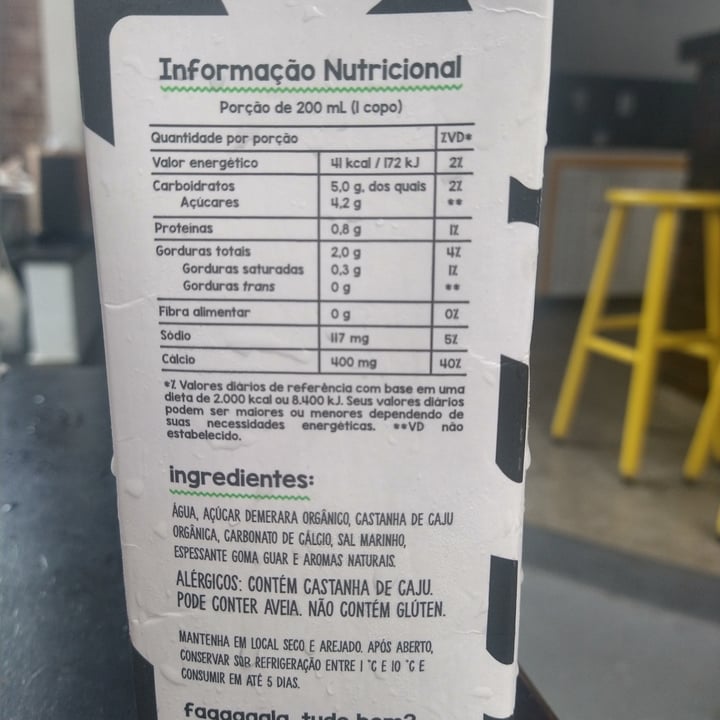 Informação Nutricional
Porção de 200 mL (1 copo)
Quantidade por porção %VD*
Valor energético 41 kcal / 172 kJ 2%
Carboidratos 5,0 g, dos quais 2%
Açúcares 4,2 g **
Proteínas 0,8 g 1%
Gorduras totais 2,0 g 4%
Gorduras saturadas 0,3 g 1%
Gorduras trans 0 g **
Fibra alimentar 0 g 0%
Sódio 117 mg 5%
Cálcio 400 mg 40%
*% Valores diários de referência com base em uma
dieta de 2.000 kcal ou 8.400 kJ. Seus valores diários
podem ser maiores ou menores dependendo de
suas necessidades energéticas. **VD não
estabelecido.
ingredientes:
ÁGUA, AÇÚCAR DEMERARA ORGÂNICO, CASTANHA DE CAJU
ORGÂNICA, CARBONATO DE CÁLCIO, SAL MARINHO,
ESPESSANTE GOMA GUAR E AROMAS NATURAIS.
ALÉRGICOS: CONTÉM CASTANHA DE CAJU.
PODE CONTER AVEIA. NÃO CONTÉM GLÚTEN.
MANTENHA EM LOCAL SECO E AREJADO. APÓS ABERTO,
CONSERVAR SOB REFRIGERAÇÃO ENTRE 1 °C E 10 °C E
CONSUMIR EM ATÉ 5 DIAS.
faaaaaala, tudo bem?